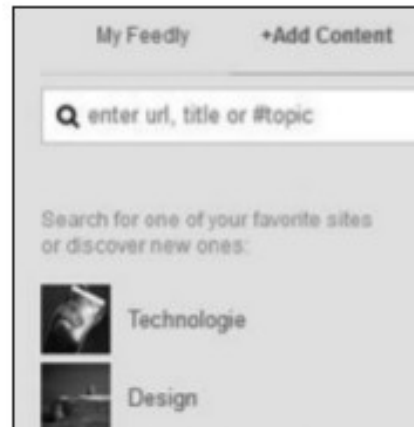 My Feedly +Add Content
enter url, title or #topic
Search for one of your favorite sites
or discover new ones:
Technologie
Design